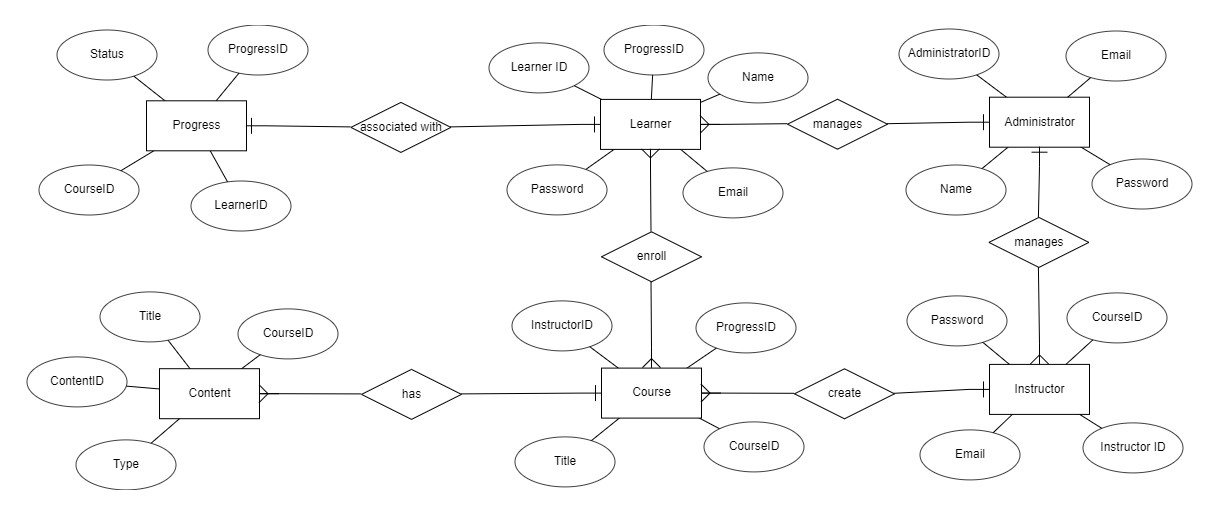 Status
ProgressID
Progress
CourseID
LearnerID
associated with
Learner ID
ProgressID
Name
Learner
Password
Email
manages
AdministratorID
Email
Administrator
Name
Password
enroll
manages
Title
CourseID
ContentID
Content
Type
has
InstructorID
ProgressID
Course
Title
CourseID
create
Password
CourseID
Instructor
Email
Instructor ID